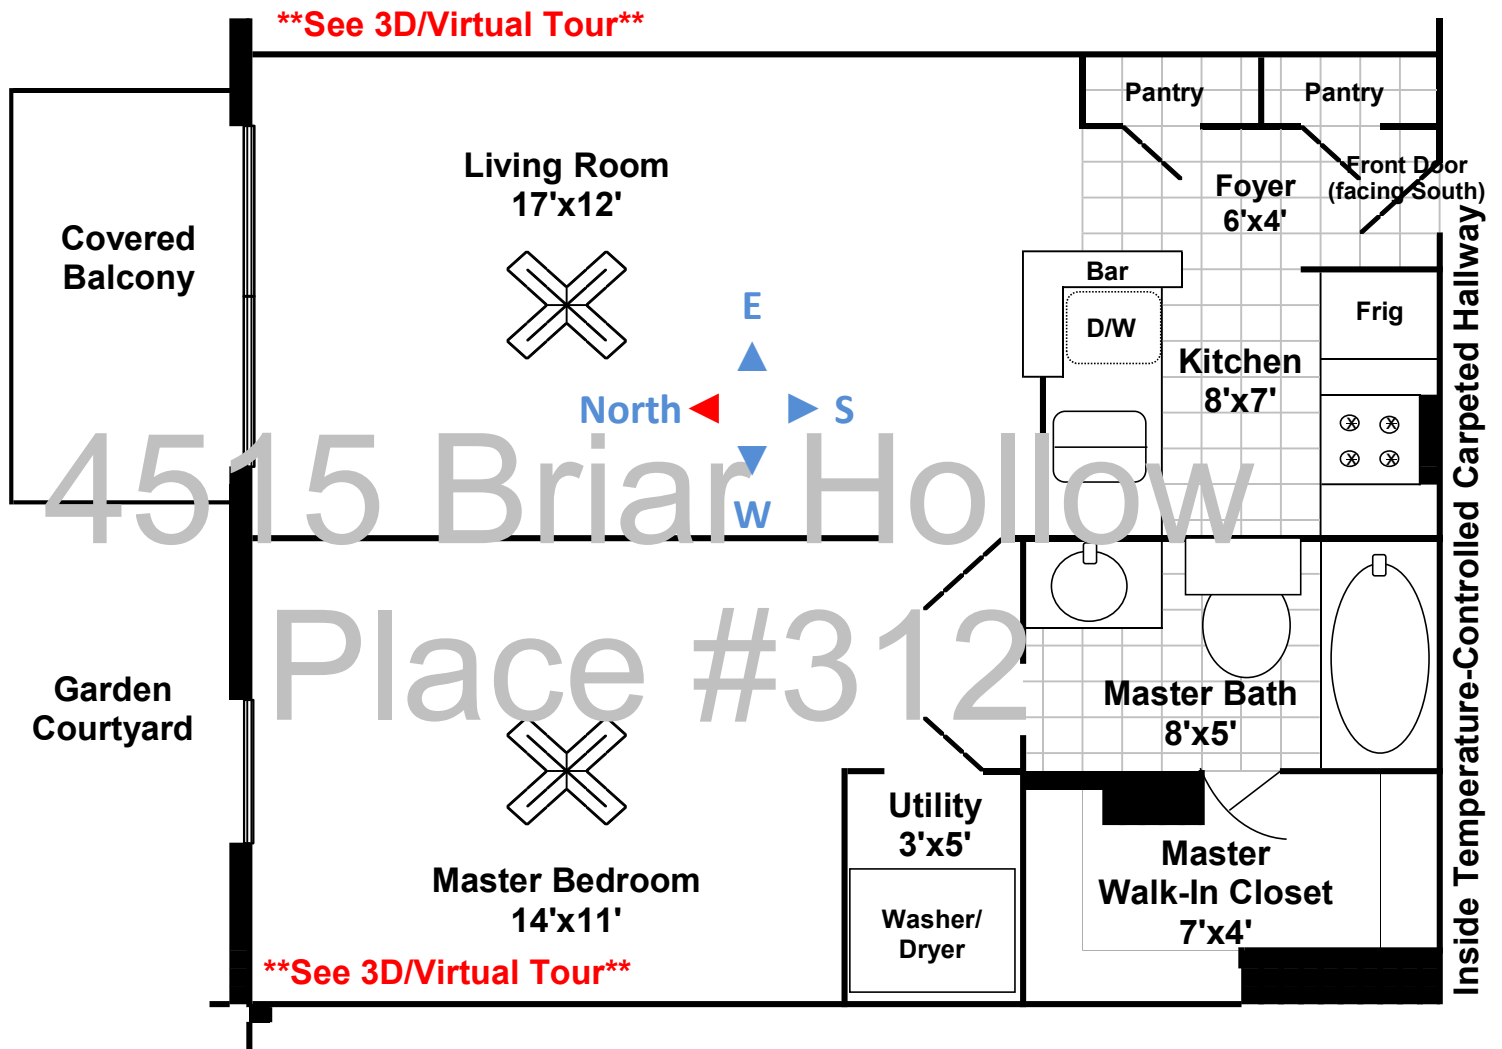 **See 3D/Virtual Tour**
Pantry
Pantry
Living Room
17'x12'
Foyer
6'x4'
Front Door
(facing South)
Covered
Balcony
Bar
D/W
Frig
E
North
S
W
Kitchen
8'x7'
4515 Briar Hollow
Place #312
Garden
Courtyard
Master Bath
8'x5'
Utility
3'x5'
Master
Walk-In Closet
7'x4'
Master Bedroom
14'x11'
Washer/
Dryer
**See 3D/Virtual Tour**
Inside Temperature-Controlled Carpeted Hallway